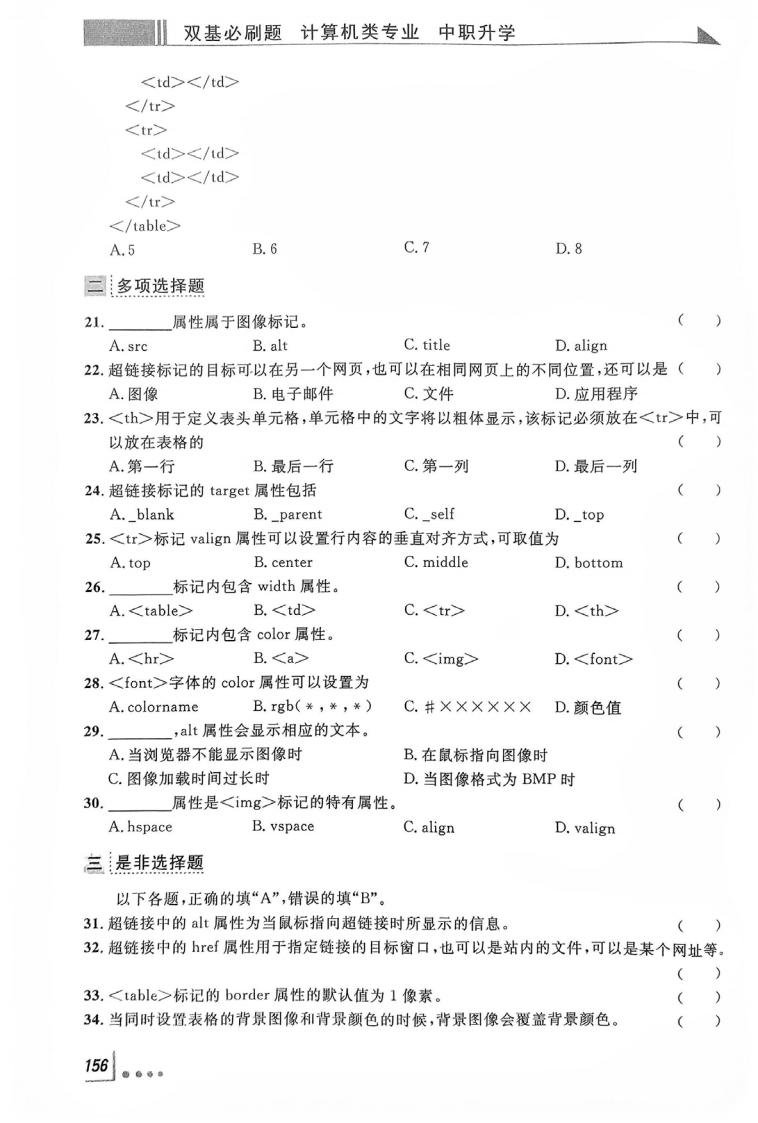 双基必刷题 计算机类专业 中职升学
<td></td>
</tr>
<tr>
<td></td>
<td></td>
</tr>
</table>
A. 5 B. 6 C. 7 D. 8
二 多项选择题
21. ______属性属于图像标记。 ( )
A. src B. alt C. title D. align
22. 超链接标记的目标可以在另一个网页,也可以在相同网页上的不同位置,还可以是 ( )
A. 图像 B. 电子邮件 C. 文件 D. 应用程序
23. <th>用于定义表头单元格,单元格中的文字将以粗体显示,该标记必须放在<tr>中,可
以放在表格的 ( )
A. 第一行 B. 最后一行 C. 第一列 D. 最后一列
24. 超链接标记的 target 属性包括 ( )
A. _blank B. _parent C. _self D. _top
25. <tr>标记 valign 属性可以设置行内容的垂直对齐方式,可取值为 ( )
A. top B. center C. middle D. bottom
26. ______标记内包含 width 属性。 ( )
A. <table> B. <td> C. <tr> D. <th>
27. ______标记内包含 color 属性。 ( )
A. <hr> B. <a> C. <img> D. <font>
28. <font>字体的 color 属性可以设置为 ( )
A. colorname B. rgb(*,*,*) C. #×××××× D. 颜色值
29. ______,alt 属性会显示相应的文本。 ( )
A. 当浏览器不能显示图像时 B. 在鼠标指向图像时
C. 图像加载时间过长时 D. 当图像格式为 BMP 时
30. ______属性是<img>标记的特有属性。 ( )
A. hspace B. vspace C. align D. valign
三 是非选择题
以下各题,正确的填“A”,错误的填“B”。
31. 超链接中的 alt 属性为当鼠标指向超链接时所显示的信息。 ( )
32. 超链接中的 href 属性用于指定链接的目标窗口,也可以是站内的文件,可以是某个网址等。
( )
33. <table>标记的 border 属性的默认值为 1 像素。 ( )
34. 当同时设置表格的背景图像和背景颜色的时候,背景图像会覆盖背景颜色。 ( )
156